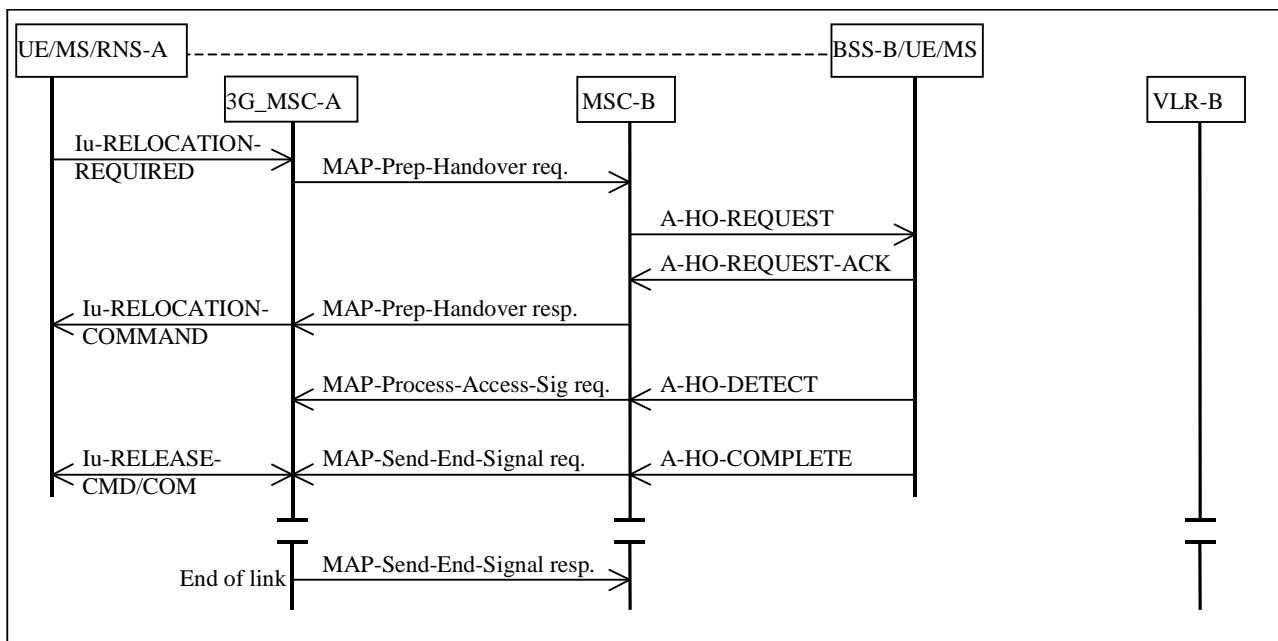 UE/MS/RNS-A
BSS-B/UE/MS
3G_MSC-A
MSC-B
VLR-B
Iu-RELOCATION-
REQUIRED
MAP-Prep-Handover req.
A-HO-REQUEST
A-HO-REQUEST-ACK
Iu-RELOCATION-
COMMAND
MAP-Prep-Handover resp.
MAP-Process-Access-Sig req.
A-HO-DETECT
Iu-RELEASE-
CMD/COM
MAP-Send-End-Signal req.
A-HO-COMPLETE
End of link
MAP-Send-End-Signal resp.